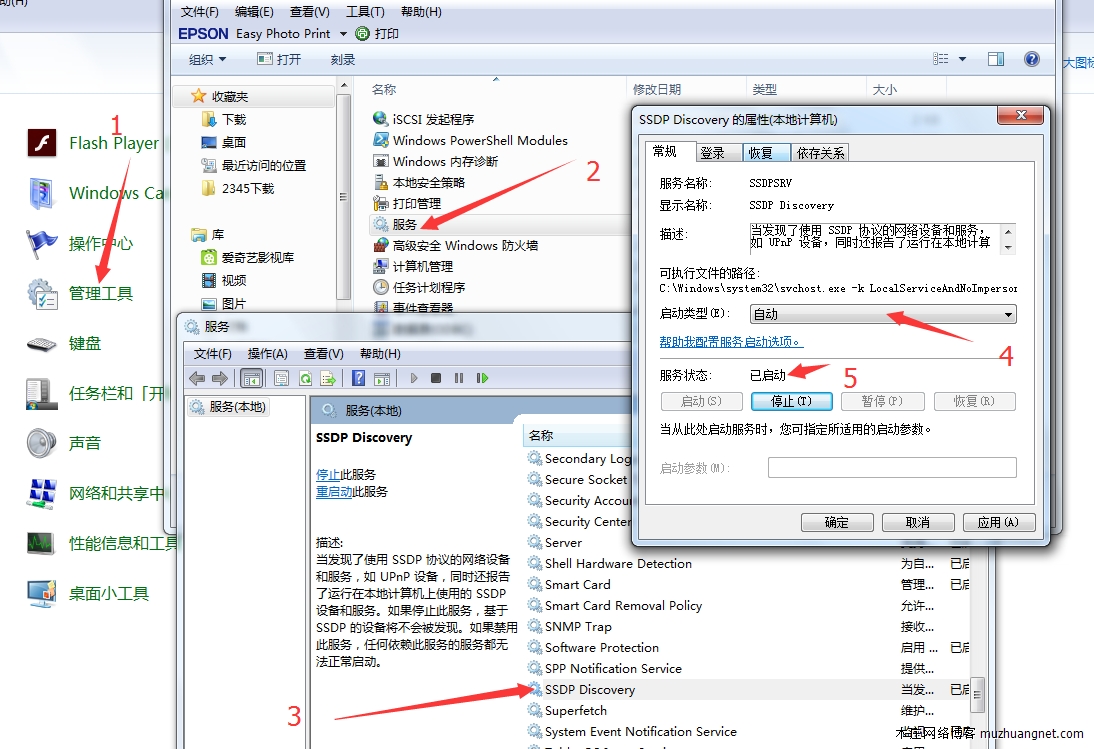 助(H)
Flash Player
1
Windows Ca
操作中心
管理工具
键盘
任务栏和「开
声音
网络和共享中
性能信息和工具
桌面小工具
文件(F) 编辑(E) 查看(V) 工具(T) 帮助(H)
EPSON Easy Photo Print 打印
组织 打开 刻录
大图标
收藏夹
下载
桌面
最近访问的位置
2345下载
库
爱奇艺影视库
视频
图片
名称 修改日期 类型 大小
iSCSI 发起程序
Windows PowerShell Modules
Windows 内存诊断
2
本地安全策略
打印管理
服务
高级安全 Windows 防火墙
计算机管理
任务计划程序
事件查看器
服务
文件(F) 操作(A) 查看(V) 帮助(H)
服务(本地)
服务(本地)
SSDP Discovery
停止此服务
重启动此服务
描述:
当发现了使用 SSDP 协议的网络设备
和服务，如 UPnP 设备，同时还报告
了运行在本地计算机上使用的 SSDP
设备和服务。如果停止此服务，基于
SSDP 的设备将不会被发现。如果禁用
此服务，任何依赖此服务的服务都无
法正常启动。
3
名称
Secondary Log
Secure Socket
Security Accou
Security Center
Server
Shell Hardware Detection 为自... 已启
Smart Card 管理... 已启
Smart Card Removal Policy 允许...
SNMP Trap 接收...
Software Protection 启用 ... 已启
SPP Notification Service 提供...
SSDP Discovery 当发... 已启
Superfetch 维护...
System Event Notification Service
SSDP Discovery 的属性(本地计算机)
常规 登录 恢复 依存关系
服务名称: SSDPSRV
显示名称: SSDP Discovery
描述: 当发现了使用 SSDP 协议的网络设备和服务，
如 UPnP 设备，同时还报告了运行在本地计算
可执行文件的路径:
C:\Windows\system32\svchost.exe -k LocalServiceAndNoImperson
启动类型(E): 自动
帮助我配置服务启动选项。
4
服务状态: 已启动
5
启动(S) 停止(T) 暂停(P) 恢复(R)
当从此处启动服务时，您可指定所适用的启动参数。
启动参数(M):
确定 取消 应用(A)
木庄网络博客 muzhuangnet.com